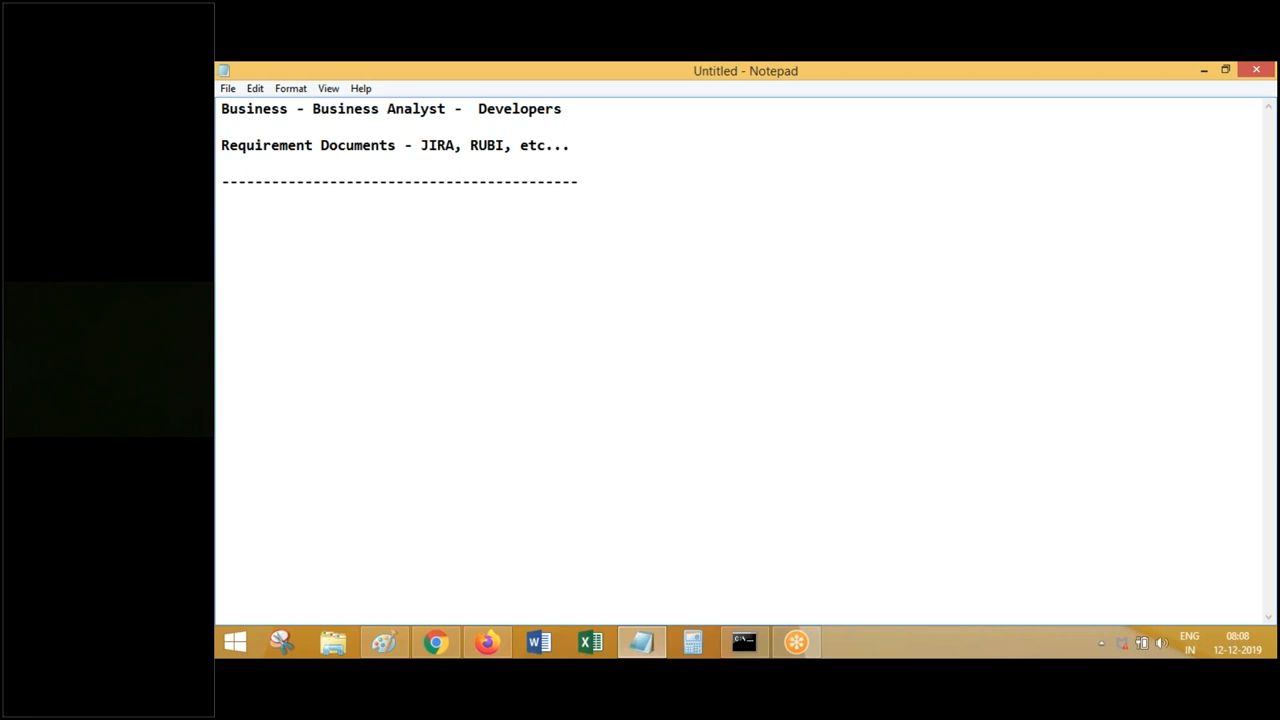 Untitled - Notepad
File Edit Format View Help
Business - Business Analyst -  Developers
Requirement Documents - JIRA, RUBI, etc...
-------------------------------------------
ENG 08:08
IN 12-12-2019